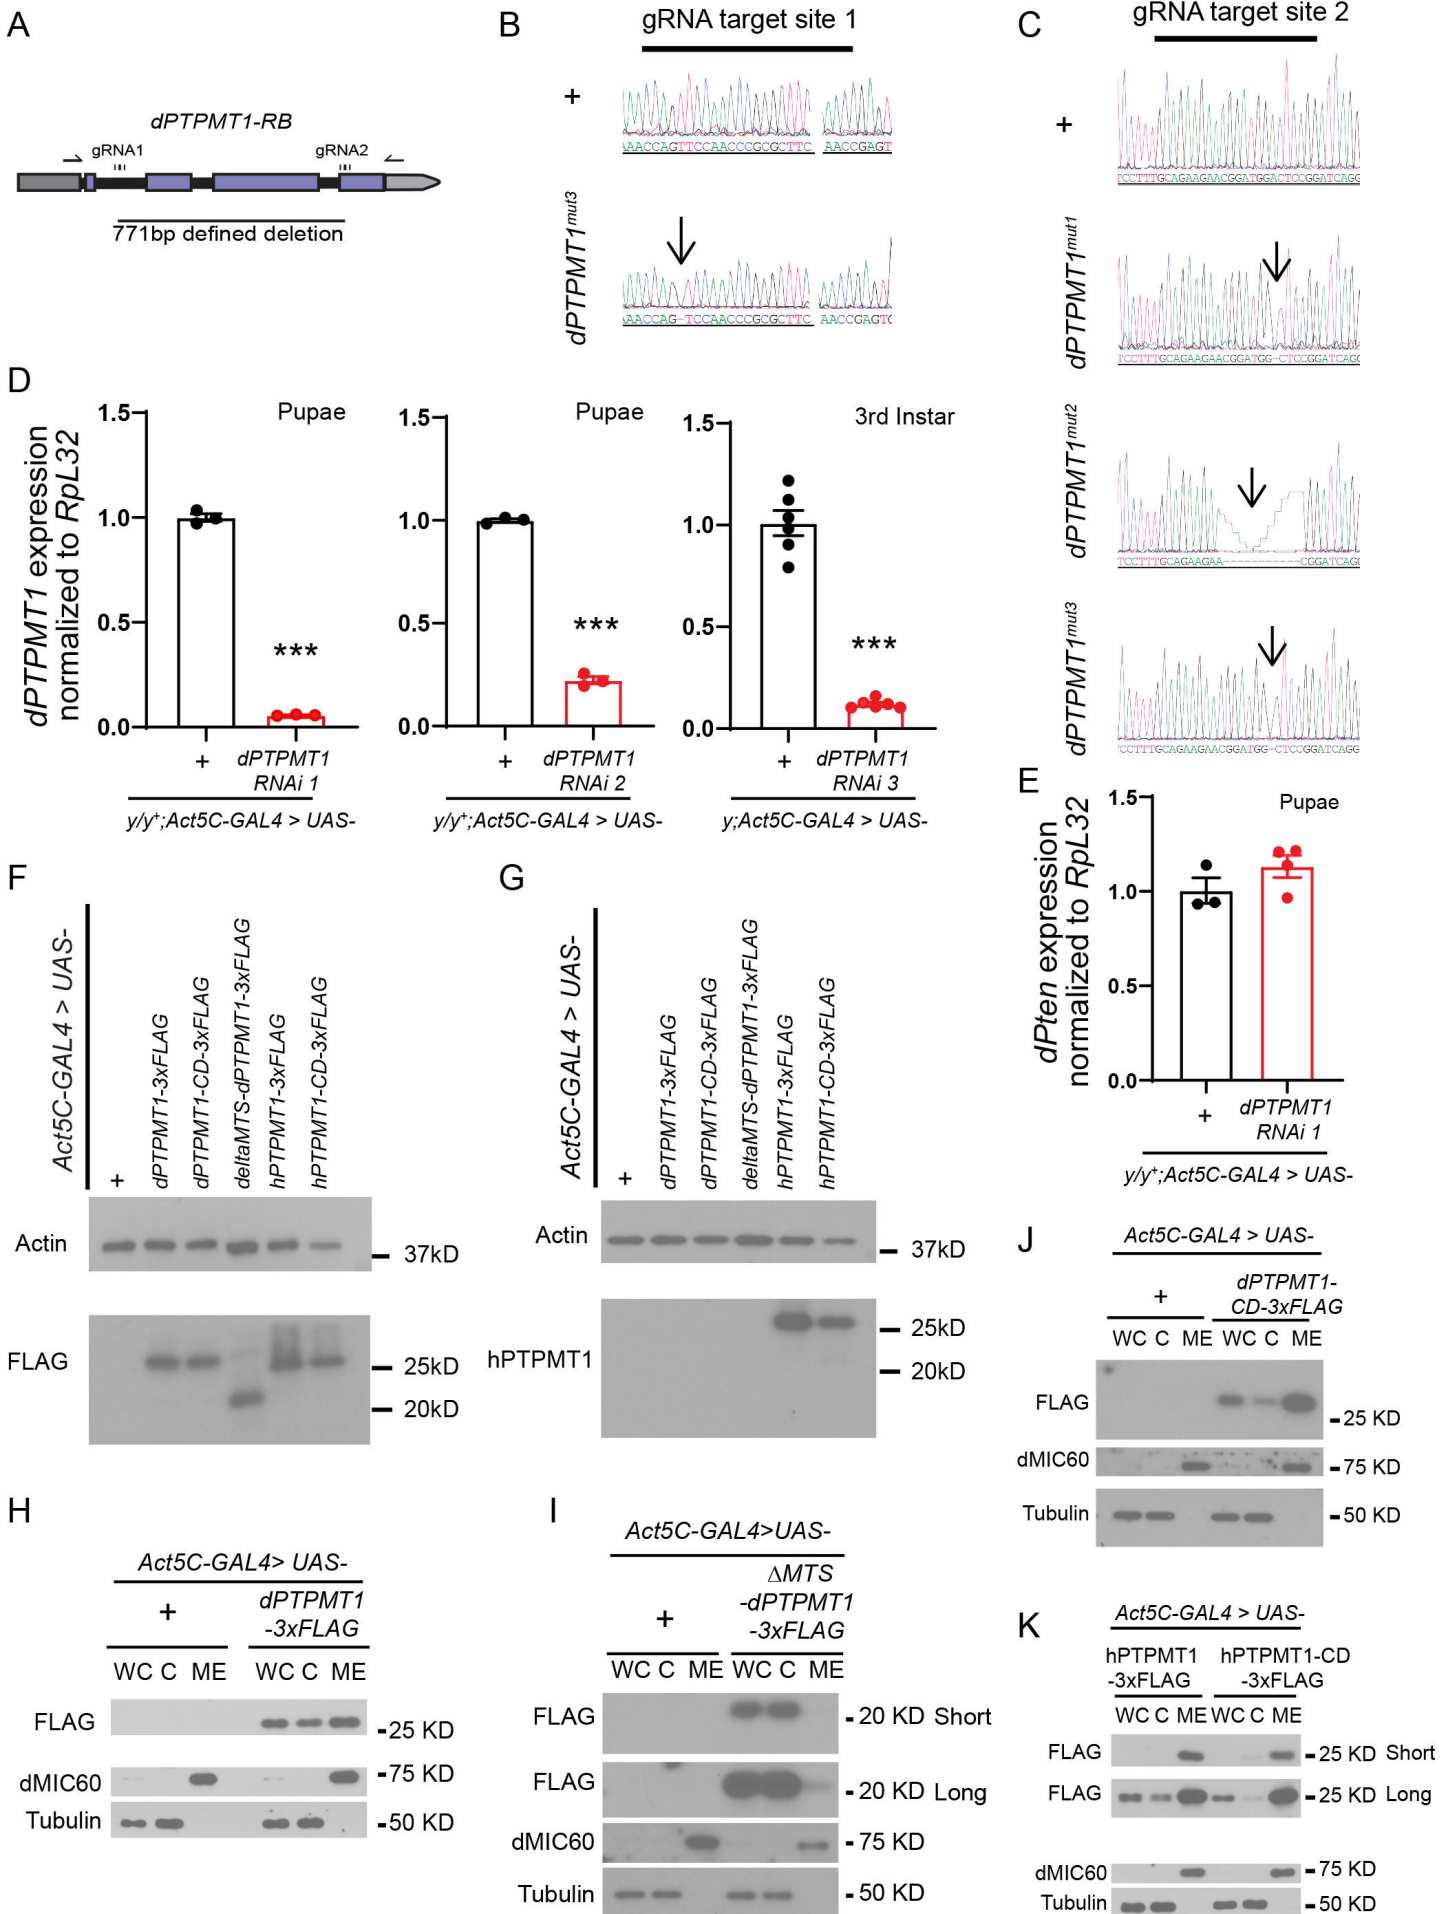 A
dPTPMT1-RB
gRNA1
gRNA2
771bp defined deletion
B
gRNA target site 1
+
AACCAGTTCCAACCCGCGCTTC
AACCGAGT
dPTPMT1mut3
AACCAG-TCCAACCCGCGCTTC
AACCGAGT
C
gRNA target site 2
+
TCCTTTGCAGAAGAACGGATGGACTCCGGATCAGG
dPTPMT1mut1
TCCTTTGCAGAAGAACGGATGG-CTCCGGATCAGG
dPTPMT1mut2
TCCTTTGCAGAAGAA-----------CGGATCAGG
dPTPMT1mut3
CCTTTGCAGAAGAACGGATGG-CTCCGGATCAGG
D
dPTPMT1 expression
normalized to RpL32
1.5
1.0
0.5
0.0
Pupae
***
+
dPTPMT1
RNAi 1
y/y+;Act5C-GAL4 > UAS-
1.5
1.0
0.5
0.0
Pupae
***
+
dPTPMT1
RNAi 2
y/y+;Act5C-GAL4 > UAS-
1.5
1.0
0.5
0.0
3rd Instar
***
+
dPTPMT1
RNAi 3
y;Act5C-GAL4 > UAS-
E
dPten expression
normalized to RpL32
1.5
1.0
0.5
0.0
Pupae
+
dPTPMT1
RNAi 1
y/y+;Act5C-GAL4 > UAS-
F
Act5C-GAL4 > UAS-
+
dPTPMT1-3xFLAG
dPTPMT1-CD-3xFLAG
deltaMTS-dPTPMT1-3xFLAG
hPTPMT1-3xFLAG
hPTPMT1-CD-3xFLAG
Actin
37kD
FLAG
25kD
20kD
G
Act5C-GAL4 > UAS-
+
dPTPMT1-3xFLAG
dPTPMT1-CD-3xFLAG
deltaMTS-dPTPMT1-3xFLAG
hPTPMT1-3xFLAG
hPTPMT1-CD-3xFLAG
Actin
37kD
hPTPMT1
25kD
20kD
H
Act5C-GAL4> UAS-
+
dPTPMT1
-3xFLAG
WC C ME WC C ME
FLAG
-25 KD
dMIC60
-75 KD
Tubulin
-50 KD
I
Act5C-GAL4>UAS-
+
ΔMTS
-dPTPMT1
-3xFLAG
WC C ME WC C ME
FLAG
- 20 KD Short
FLAG
- 20 KD Long
dMIC60
- 75 KD
Tubulin
- 50 KD
J
Act5C-GAL4 > UAS-
+
dPTPMT1-
CD-3xFLAG
WC C ME WC C ME
FLAG
-25 KD
dMIC60
-75 KD
Tubulin
-50 KD
K
Act5C-GAL4 > UAS-
hPTPMT1
-3xFLAG
hPTPMT1-CD
-3xFLAG
WC C ME WC C ME
FLAG
-25 KD Short
FLAG
-25 KD Long
dMIC60
-75 KD
Tubulin
-50 KD